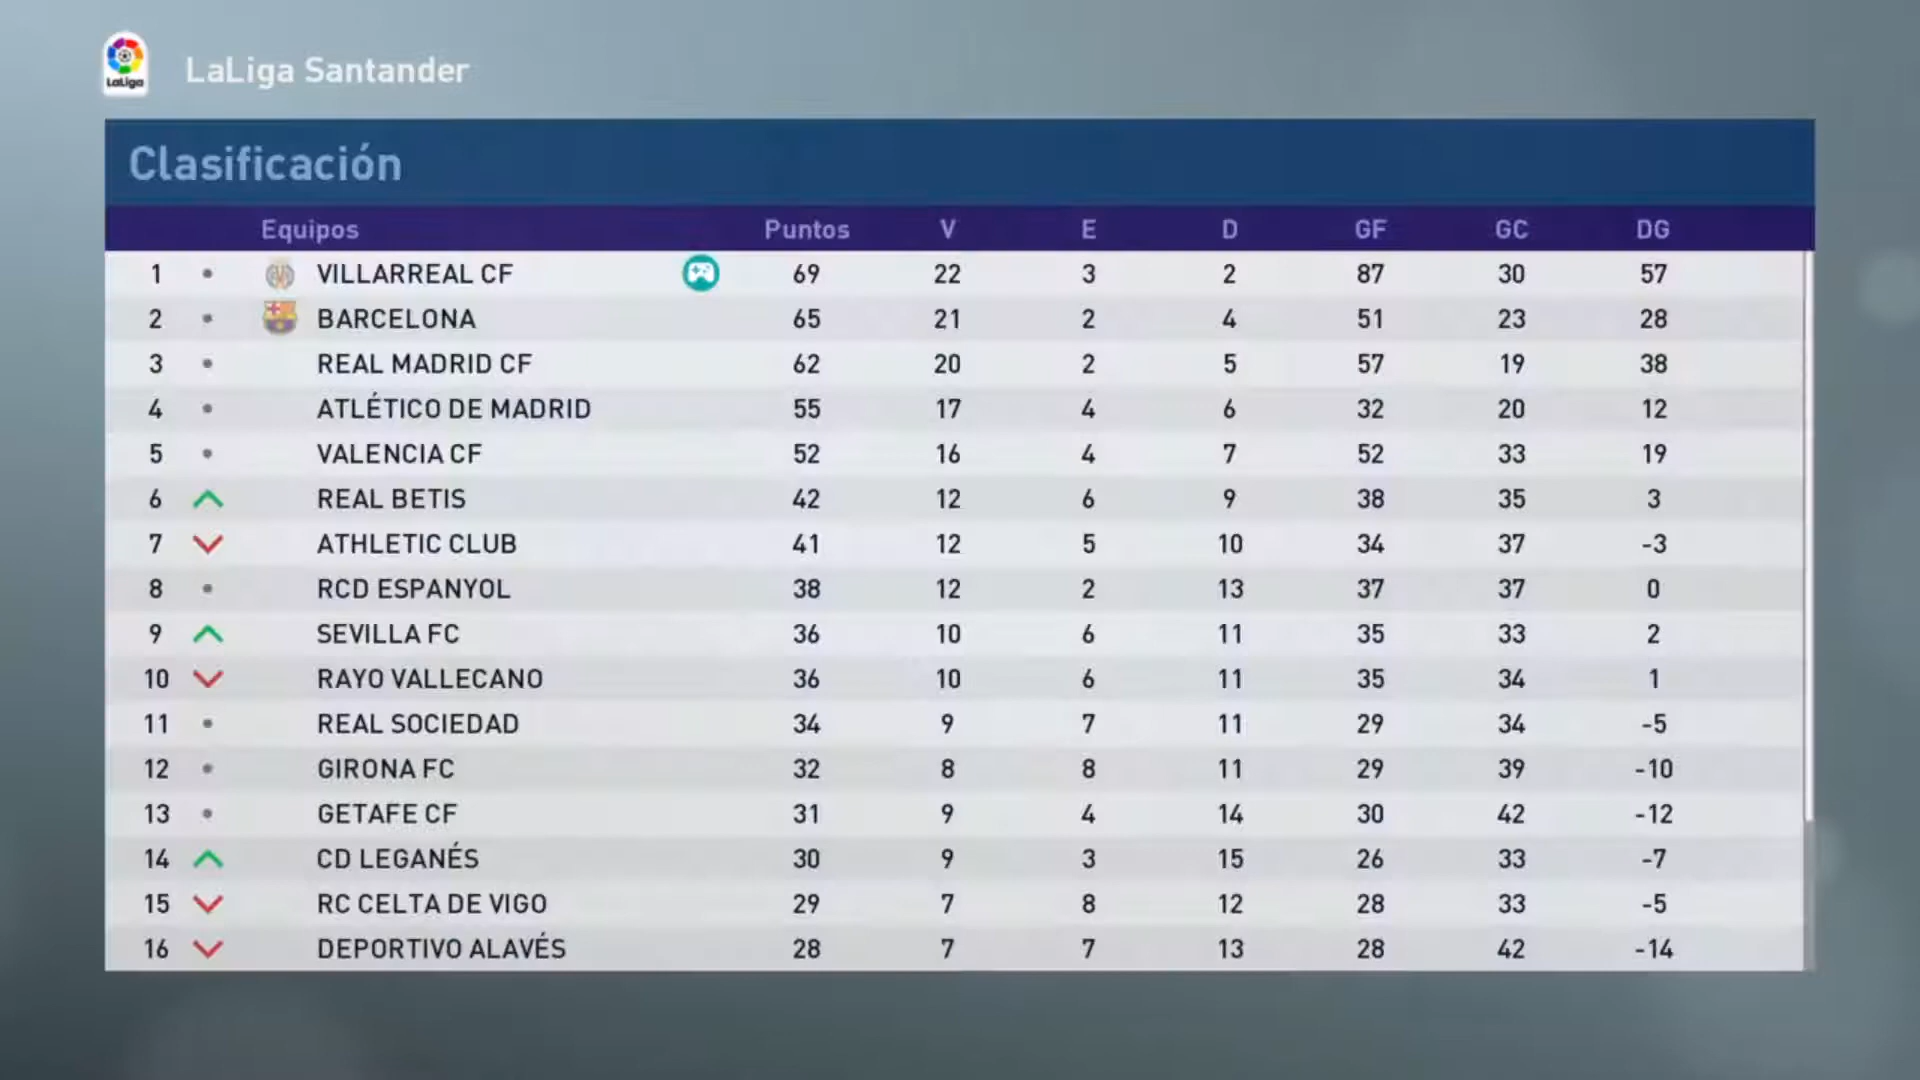 LaLiga
LaLiga Santander
Clasificación
Equipos Puntos V E D GF GC DG
1 VILLARREAL CF 69 22 3 2 87 30 57
2 BARCELONA 65 21 2 4 51 23 28
3 REAL MADRID CF 62 20 2 5 57 19 38
4 ATLÉTICO DE MADRID 55 17 4 6 32 20 12
5 VALENCIA CF 52 16 4 7 52 33 19
6 REAL BETIS 42 12 6 9 38 35 3
7 ATHLETIC CLUB 41 12 5 10 34 37 -3
8 RCD ESPANYOL 38 12 2 13 37 37 0
9 SEVILLA FC 36 10 6 11 35 33 2
10 RAYO VALLECANO 36 10 6 11 35 34 1
11 REAL SOCIEDAD 34 9 7 11 29 34 -5
12 GIRONA FC 32 8 8 11 29 39 -10
13 GETAFE CF 31 9 4 14 30 42 -12
14 CD LEGANÉS 30 9 3 15 26 33 -7
15 RC CELTA DE VIGO 29 7 8 12 28 33 -5
16 DEPORTIVO ALAVÉS 28 7 7 13 28 42 -14